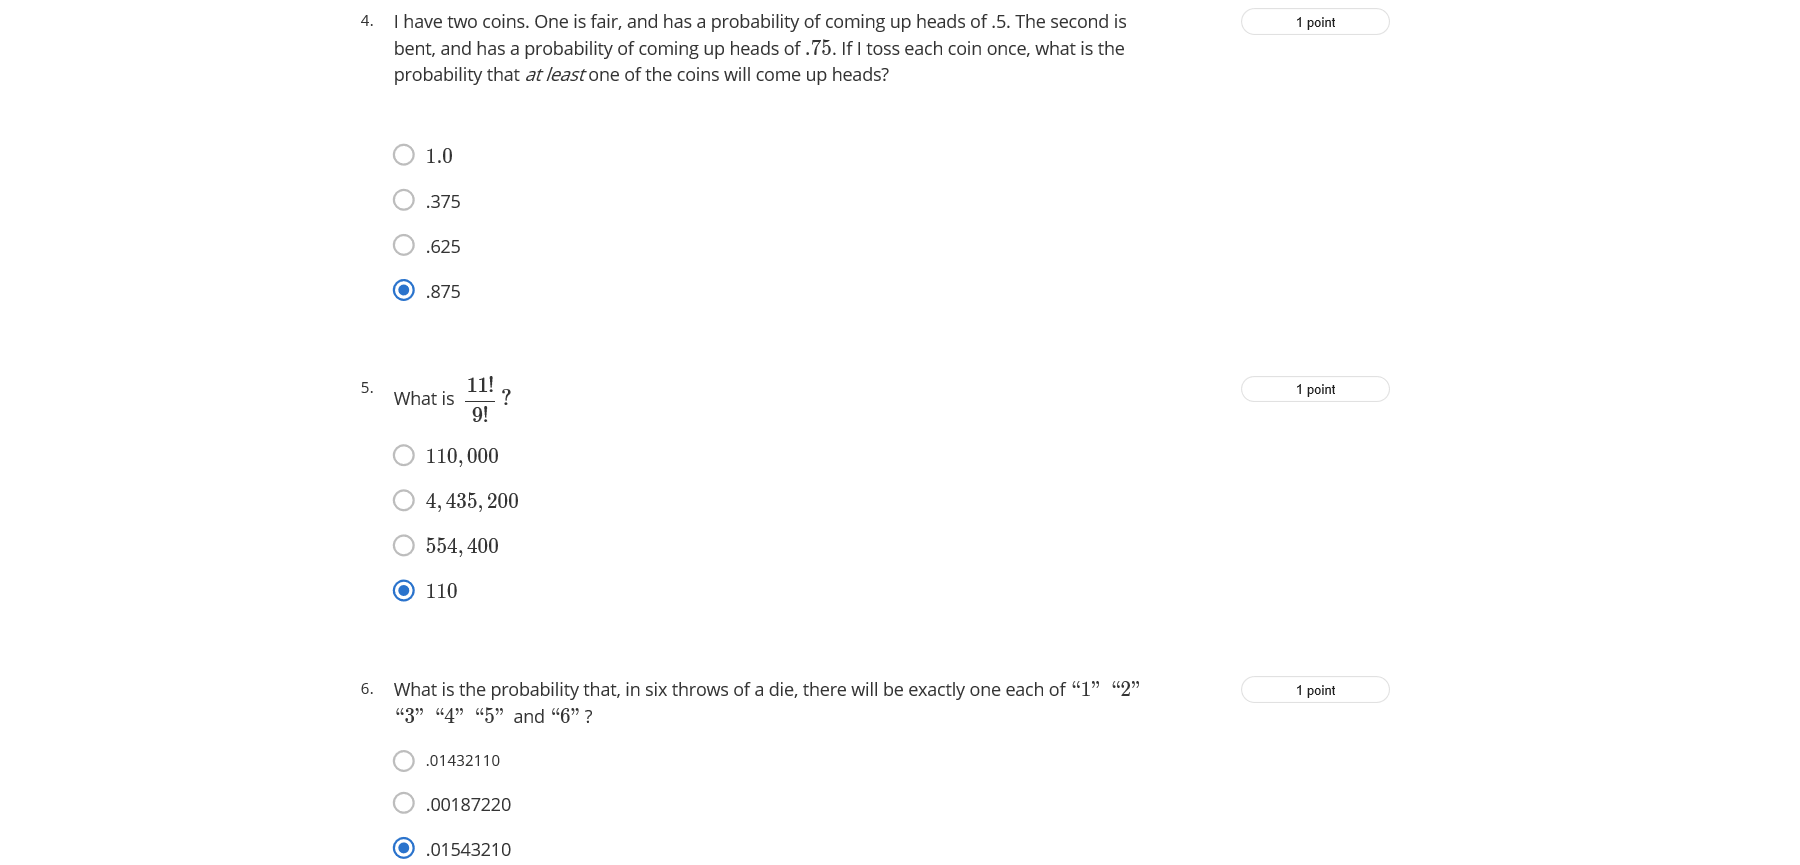 4. I have two coins. One is fair, and has a probability of coming up heads of .5. The second is 1 point
bent, and has a probability of coming up heads of .75. If I toss each coin once, what is the
probability that at least one of the coins will come up heads?
1.0
.375
.625
.875
5. What is 11!/9! ? 1 point
110,000
4,435,200
554,400
110
6. What is the probability that, in six throws of a die, there will be exactly one each of “1” “2” 1 point
“3” “4” “5” and “6” ?
.01432110
.00187220
.01543210